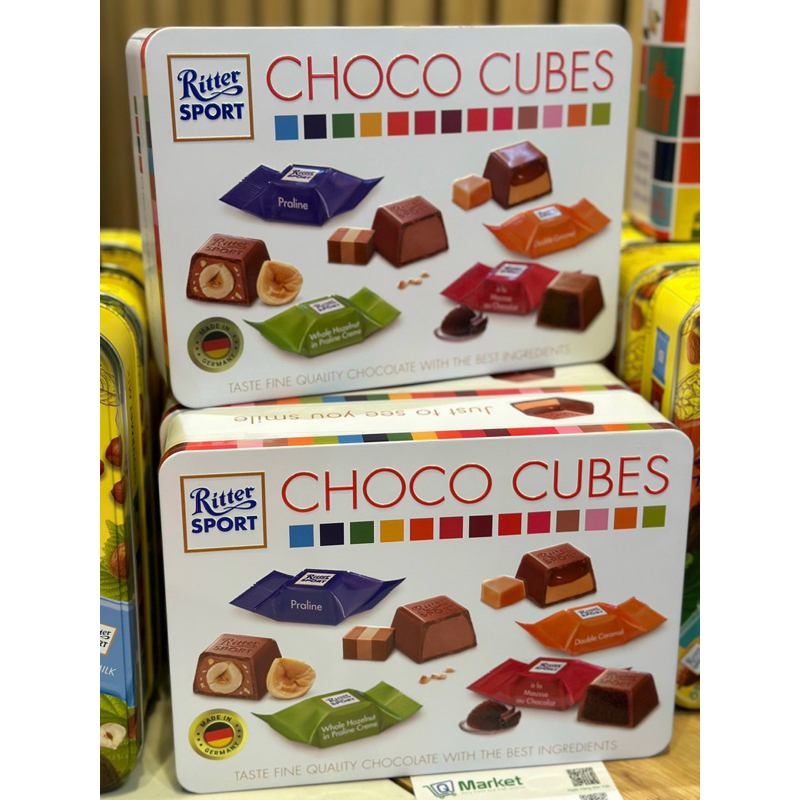 Ritter
SPORT
CHOCO CUBES
Praline
Double Caramel
à la
Mousse
au Chocolat
Whole Hazelnut
in Praline Creme
MADE IN
GERMANY
TASTE FINE QUALITY CHOCOLATE WITH THE BEST INGREDIENTS
Just to see you smile
Ritter
SPORT
CHOCO CUBES
Praline
Double Caramel
Ritter
SPORT
à la
Mousse
au Chocolat
Whole Hazelnut
in Praline Creme
MADE IN
GERMANY
TASTE FINE QUALITY CHOCOLATE WITH THE BEST INGREDIENTS
Q Market
MILK